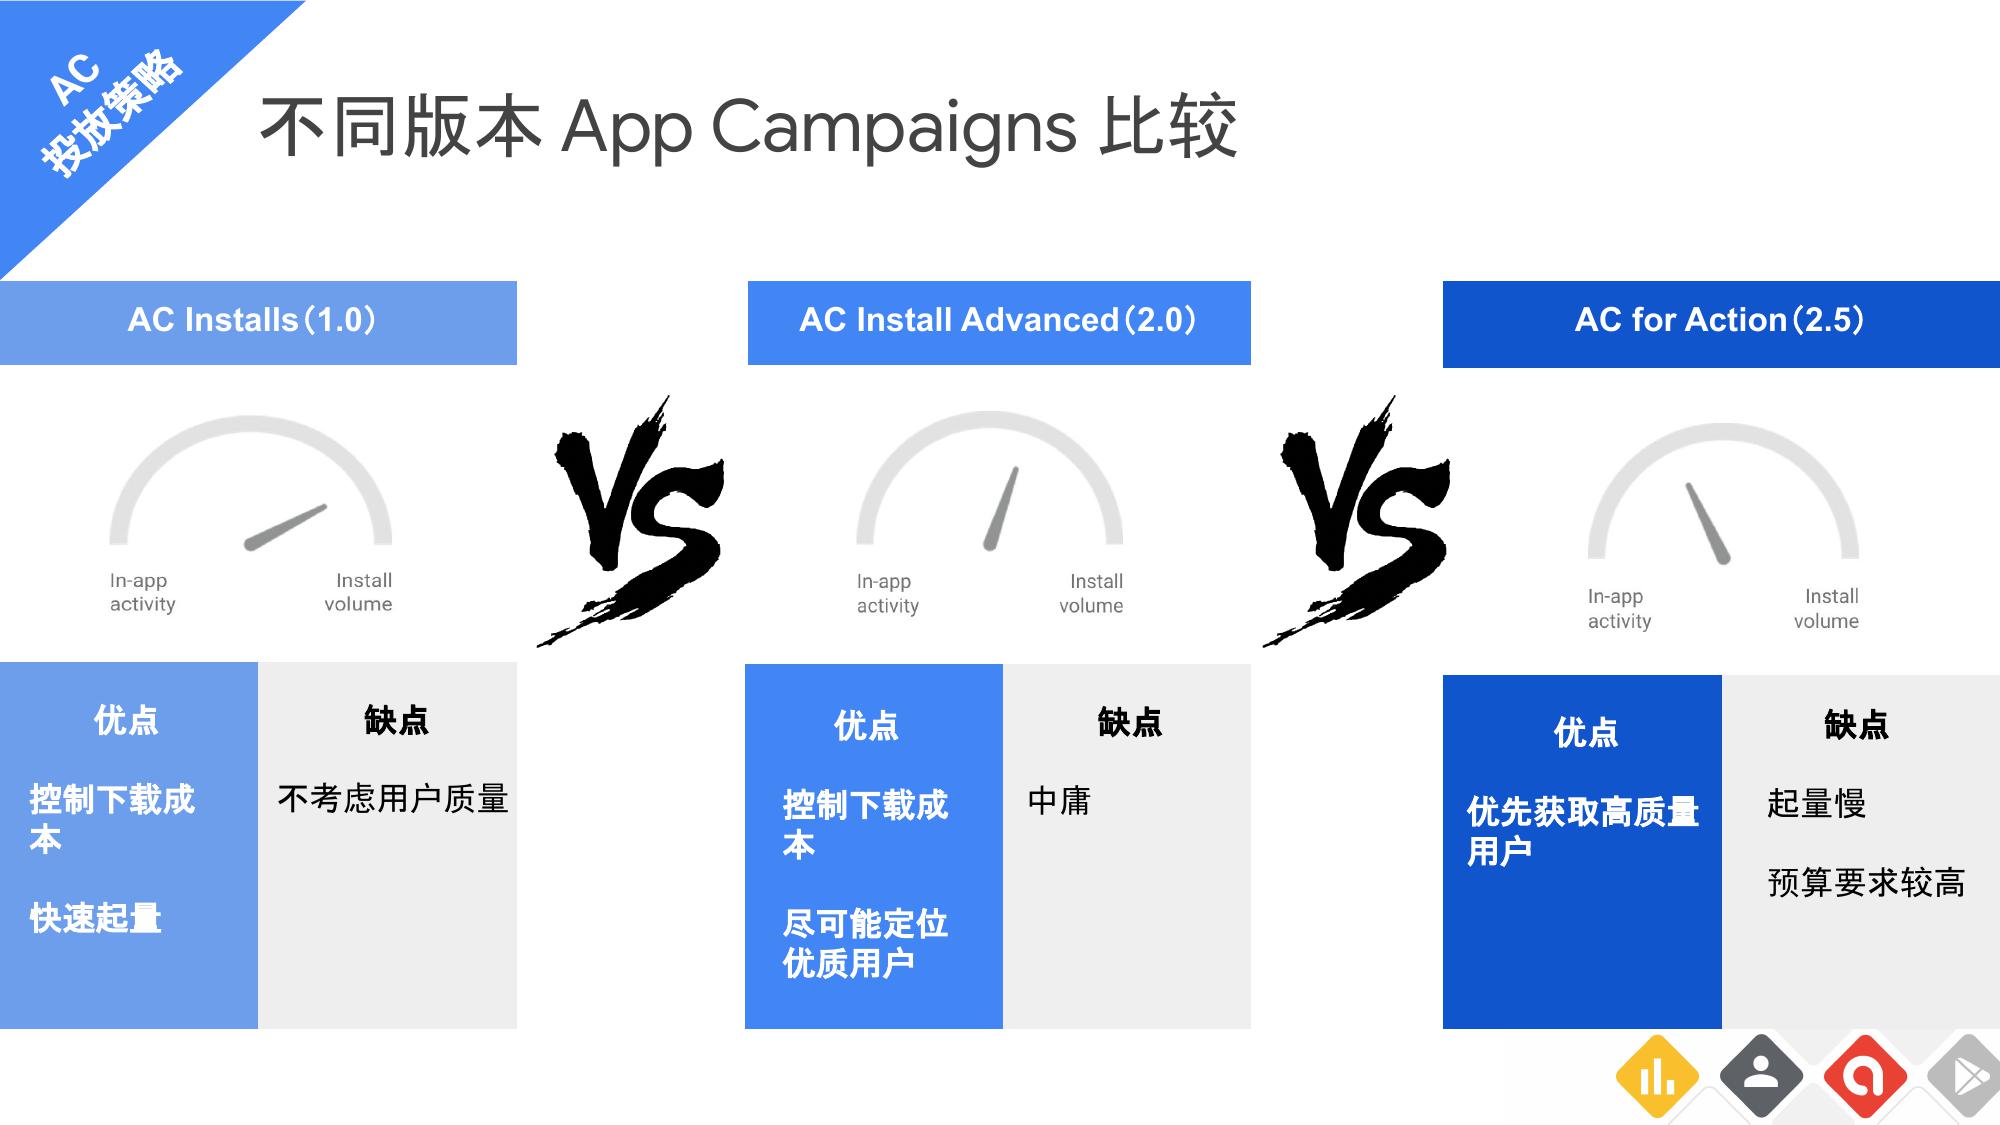 AC
投放策略
不同版本 App Campaigns 比较
AC Installs（1.0）
In-app
activity
Install
volume
优点
控制下载成
本
快速起量
缺点
不考虑用户质量
VS
AC Install Advanced（2.0）
In-app
activity
Install
volume
优点
控制下载成
本
尽可能定位
优质用户
缺点
中庸
VS
AC for Action（2.5）
In-app
activity
Install
volume
优点
优先获取高质量
用户
缺点
起量慢
预算要求较高